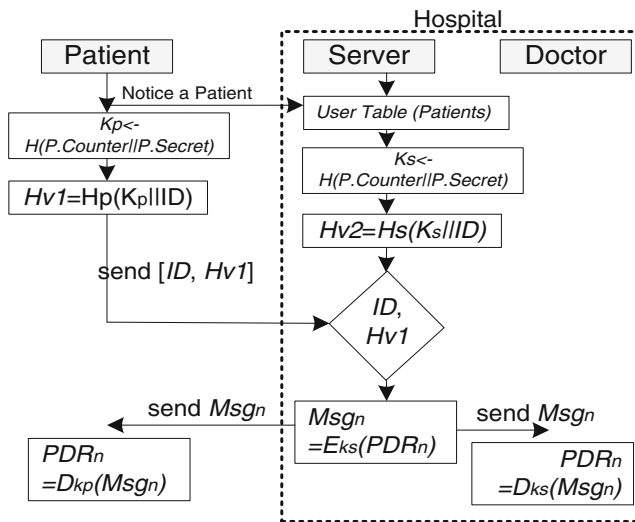 Hospital
Patient
Server
Doctor
Notice a Patient
User Table (Patients)
Kp<-
H(P.Counter||P.Secret)
Ks<-
H(P.Counter||P.Secret)
Hv1=Hp(Kp||ID)
Hv2=Hs(Ks||ID)
send [ID, Hv1]
ID,
Hv1
send Msgn
Msgn
=Eks(PDRn)
send Msgn
PDRn
=Dkp(Msgn)
PDRn
=Dks(Msgn)